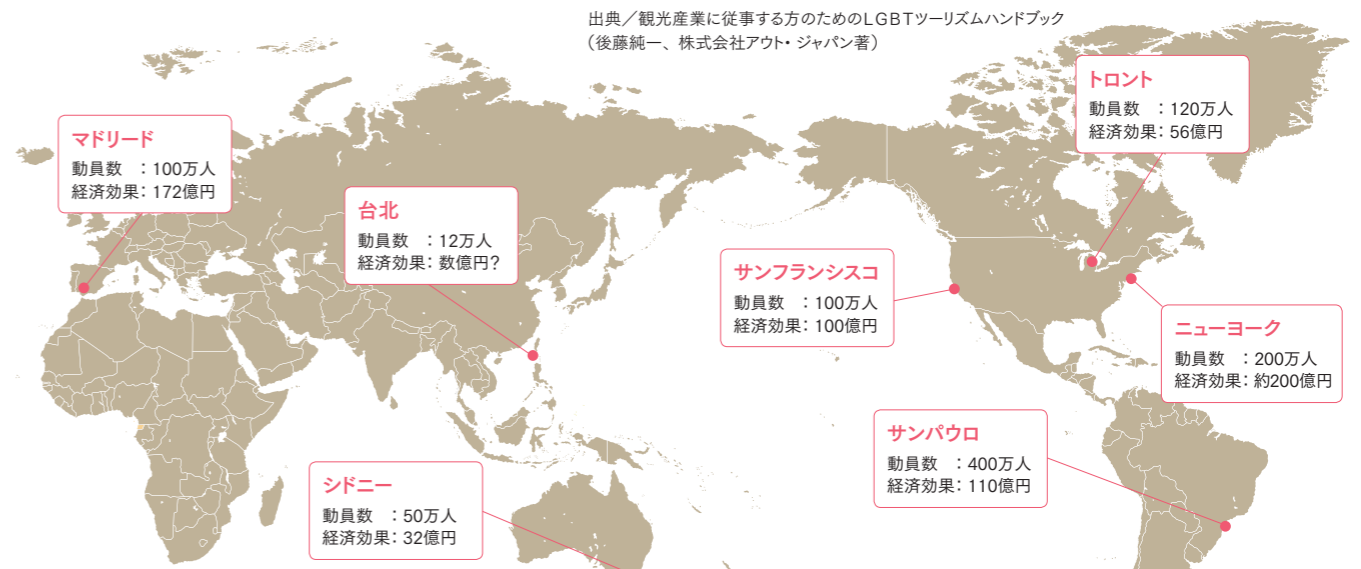 出典／観光産業に従事する方のためのLGBTツーリズムハンドブック
（後藤純一、株式会社アウト・ジャパン著）
トロント
動員数　：120万人
経済効果：56億円
マドリード
動員数　：100万人
経済効果：172億円
台北
動員数　：12万人
経済効果：数億円？
サンフランシスコ
動員数　：100万人
経済効果：100億円
ニューヨーク
動員数　：200万人
経済効果：約200億円
サンパウロ
動員数　：400万人
経済効果：110億円
シドニー
動員数　：50万人
経済効果：32億円